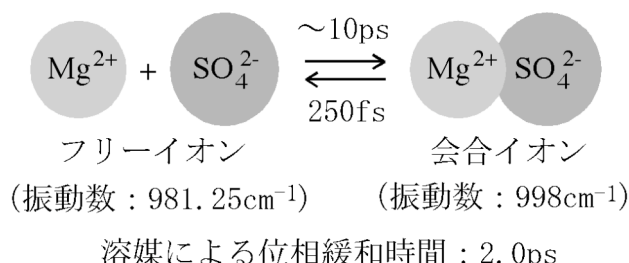 ～10ps
Mg2+ + SO42- Mg2+ SO42-
250fs
フリーイオン 会合イオン
(振動数：981.25cm-1) (振動数：998cm-1)
溶媒による位相緩和時間：2.0ps